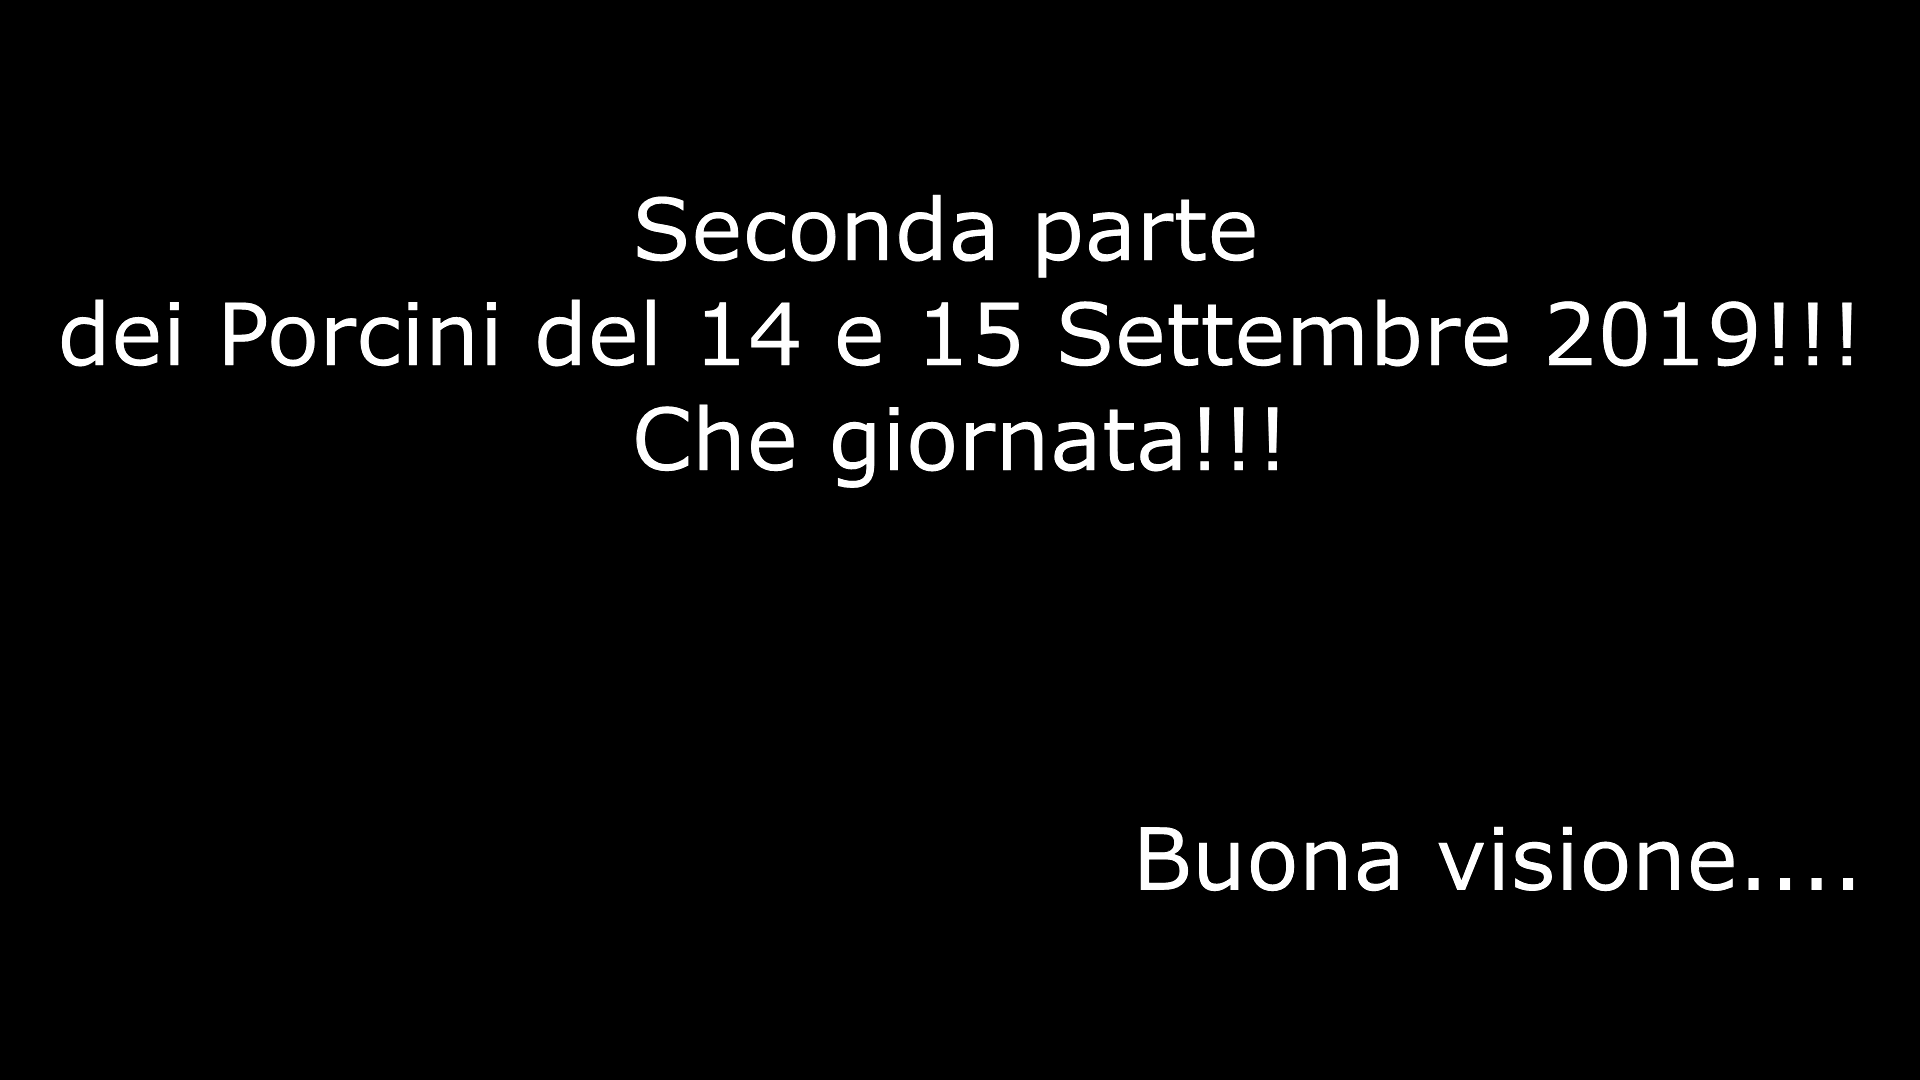 Seconda parte
dei Porcini del 14 e 15 Settembre 2019!!!
Che giornata!!!
Buona visione....